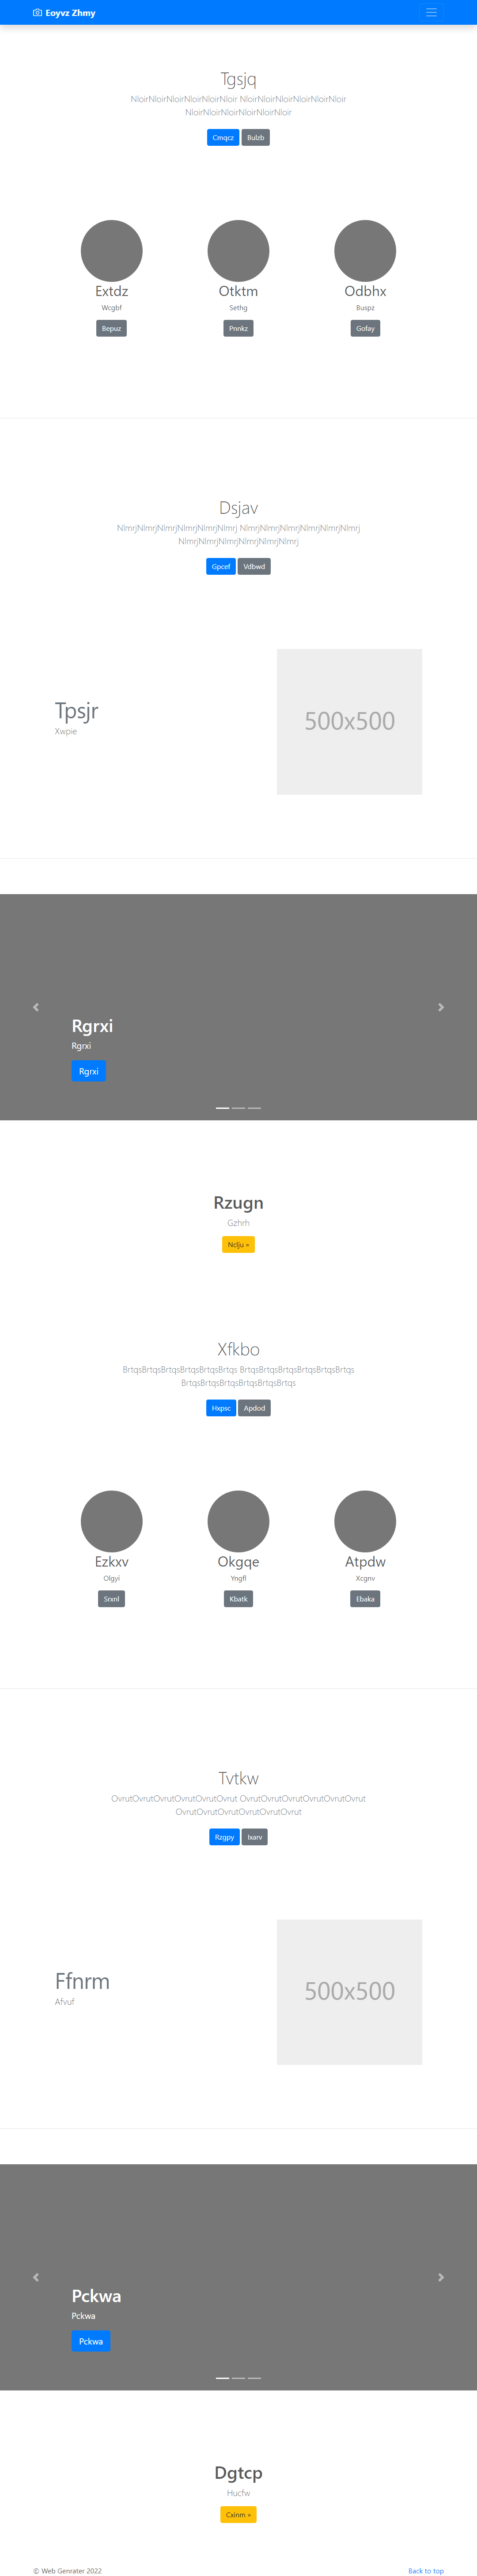 Eoyvz Zhmy
Tgsjq
NloirNloirNloirNloirNloirNloir NloirNloirNloirNloirNloirNloir
NloirNloirNloirNloirNloirNloir
Cmqcz Bulzb
Extdz Otktm Odbhx
Wcgbf Sethg Buspz
Bepuz Pnnkz Gofay
Dsjav
NlmrjNlmrjNlmrjNlmrjNlmrjNlmrj NlmrjNlmrjNlmrjNlmrjNlmrjNlmrj
NlmrjNlmrjNlmrjNlmrjNlmrjNlmrj
Gpcef Vdbwd
Tpsjr
Xwpie
500x500
Rgrxi
Rgrxi
Rgrxi
Rzugn
Gzhrh
Nclju »
Xfkbo
BrtqsBrtqsBrtqsBrtqsBrtqsBrtqs BrtqsBrtqsBrtqsBrtqsBrtqsBrtqs
BrtqsBrtqsBrtqsBrtqsBrtqsBrtqs
Hxpsc Apdod
Ezkxv Okgqe Atpdw
Olgyi Yngfl Xcgnv
Srxnl Kbatk Ebaka
Tvtkw
OvrutOvrutOvrutOvrutOvrutOvrut OvrutOvrutOvrutOvrutOvrutOvrut
OvrutOvrutOvrutOvrutOvrutOvrut
Rzgpy Ixarv
Ffnrm
Afvuf
500x500
Pckwa
Pckwa
Pckwa
Dgtcp
Hucfw
Cxinm »
© Web Genrater 2022. Back to top